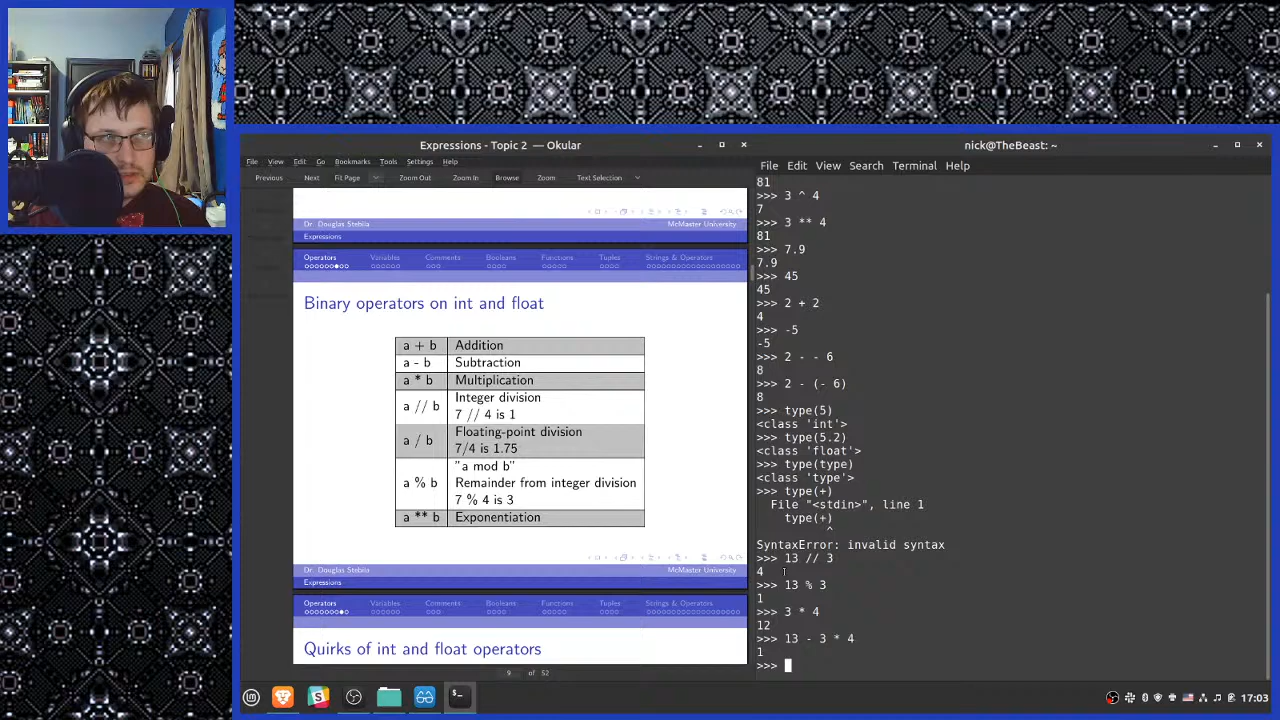 Expressions - Topic 2 — Okular
File View Edit Go Bookmarks Tools Settings Help
Previous Next Fit Page Zoom Out Zoom In Browse Zoom Text Selection
Dr. Douglas Stebila McMaster University
Expressions
Operators Variables Comments Booleans Functions Tuples Strings & Operators
Binary operators on int and float
a + b Addition
a - b Subtraction
a * b Multiplication
a // b Integer division
7 // 4 is 1
a / b Floating-point division
7/4 is 1.75
a % b "a mod b"
Remainder from integer division
7 % 4 is 3
a ** b Exponentiation
Dr. Douglas Stebila McMaster University
Expressions
Operators Variables Comments Booleans Functions Tuples Strings & Operators
Quirks of int and float operators
9 of 52
nick@TheBeast: ~
File Edit View Search Terminal Help
81
>>> 3 ^ 4
7
>>> 3 ** 4
81
>>> 7.9
7.9
>>> 45
45
>>> 2 + 2
4
>>> -5
-5
>>> 2 - - 6
8
>>> 2 - (- 6)
8
>>> type(5)
<class 'int'>
>>> type(5.2)
<class 'float'>
>>> type(type)
<class 'type'>
>>> type(+)
File "<stdin>", line 1
type(+)
^
SyntaxError: invalid syntax
>>> 13 // 3
4
>>> 13 % 3
1
>>> 3 * 4
12
>>> 13 - 3 * 4
1
>>>
17:03